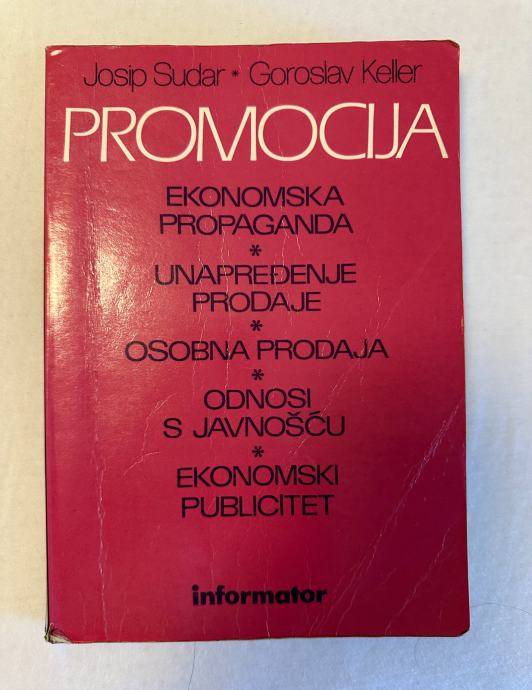 Josip Sudar * Goroslav Keller
PROMOCIJA
EKONOMSKA
PROPAGANDA
*
UNAPREĐENJE
PRODAJE
*
OSOBNA PRODAJA
*
ODNOSI
S JAVNOŠĆU
*
EKONOMSKI
PUBLICITET
informator